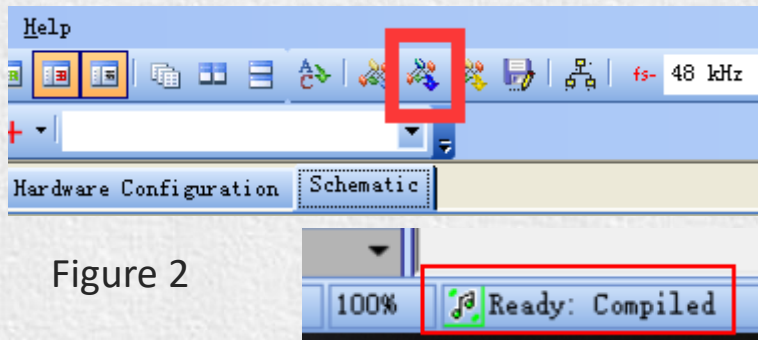 Help
fs- 48 kHz
Hardware Configuration Schematic
Figure 2
100% Ready: Compiled